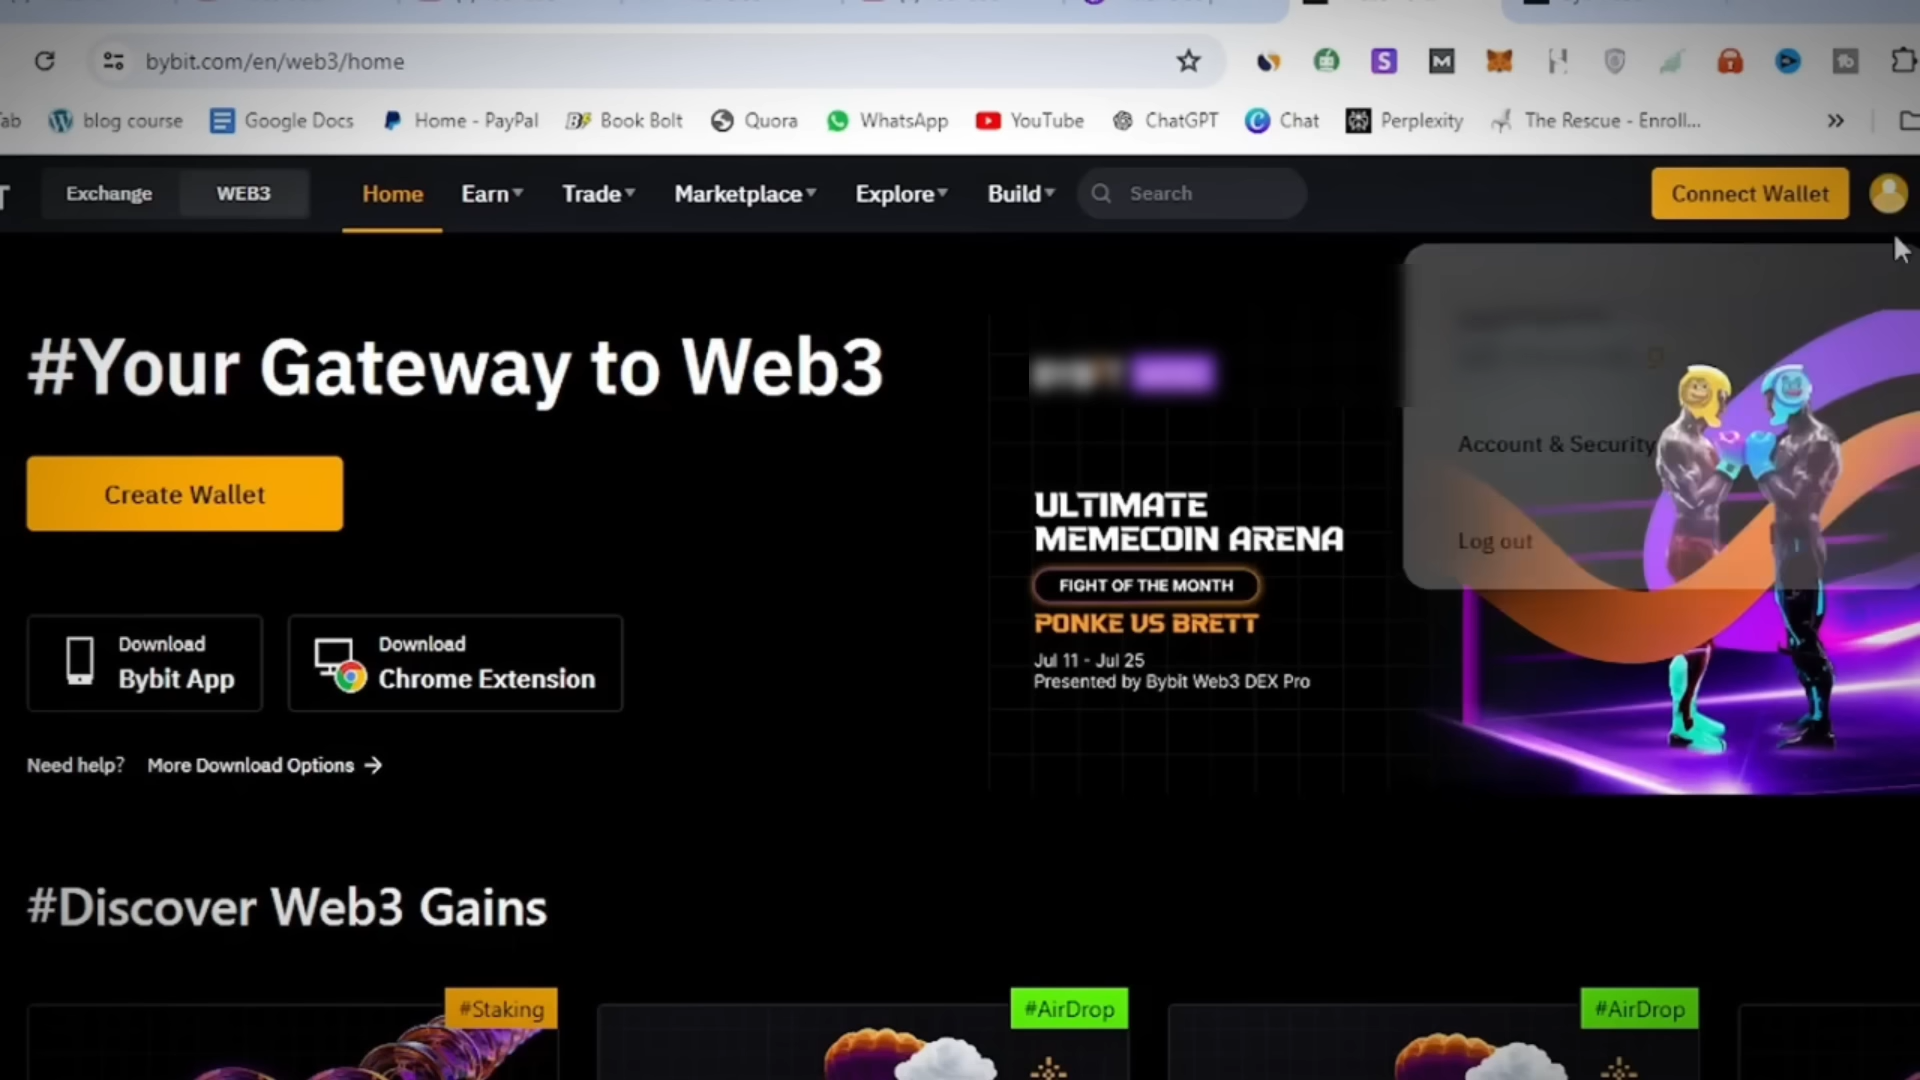 bybit.com/en/web3/home
blog course
Google Docs
Home - PayPal
Book Bolt
Quora
WhatsApp
YouTube
ChatGPT
Chat
Perplexity
The Rescue - Enroll...
Exchange
WEB3
Home
Earn
Trade
Marketplace
Explore
Build
Search
Connect Wallet
#Your Gateway to Web3
Create Wallet
Download
Bybit App
Download
Chrome Extension
Need help?
More Download Options →
ULTIMATE
MEMECOIN ARENA
FIGHT OF THE MONTH
PONKE VS BRETT
Jul 11 - Jul 25
Presented by Bybit Web3 DEX Pro
Account & Security
Log out
#Discover Web3 Gains
#Staking
#AirDrop
#AirDrop